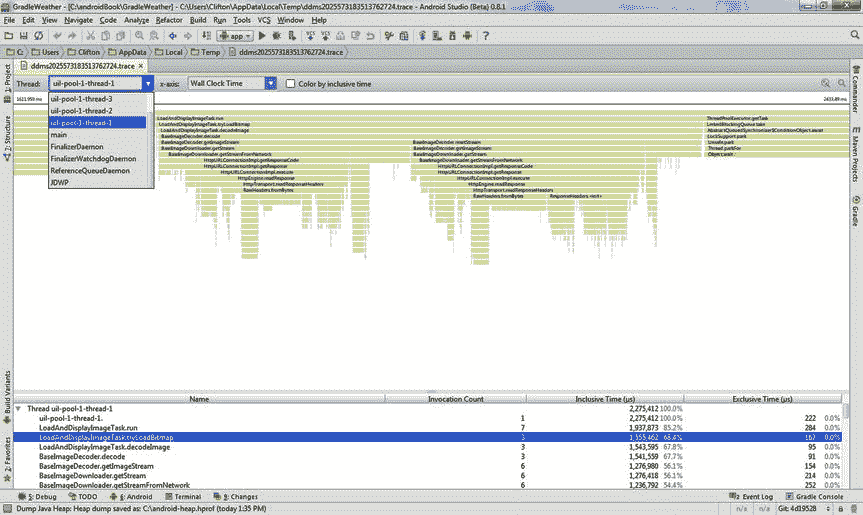 GradleWeather - [C:\androidBook\GradleWeather] - C:\Users\Clifton\AppData\Local\Temp\ddms2025573183513762724.trace - Android Studio (Beta) 0.8.1
File Edit View Navigate Code Analyze Refactor Build Run Tools VCS Window Help
app
C: Users Clifton AppData Local Temp ddms2025573183513762724.trace
ddms2025573183513762724.trace
Thread: uil-pool-1-thread-1 x-axis: Wall Clock Time Color by inclusive time
1611.959 ms 2433.89 ms
uil-pool-1-thread-3
uil-pool-1-thread-2
uil-pool-1-thread-1
main
FinalizerDaemon
FinalizerWatchdogDaemon
ReferenceQueueDaemon
JDWP
LoadAndDisplayImageTask.run ThreadPoolExecutor.getTask
LoadAndDisplayImageTask.tryLoadBitmap LinkedBlockingQueue.take
LoadAndDisplayImageTask.decodeImage AbstractQueuedSynchronizer$ConditionObject.await
BaseImageDecoder.decode LockSupport.park
BaseImageDecoder.getImageStream BaseImageDecoder.resetStream Unsafe.park
BaseImageDownloader.getStream BaseImageDownloader.getStream Thread.parkFor
BaseImageDownloader.getStreamFromNetwork BaseImageDownloader.getStreamFromNetwork Object.wait
HttpURLConnectionImpl.getResponseCode HttpURLConnectionImpl.getResponseCode
HttpURLConnectionImpl.getResponse HttpURLConnectionImpl.getResponse
HttpURLConnectionImpl.execute HttpURLConnectionImpl.execute
HttpEngine.readResponse HttpEngine.readResponse
HttpTransport.readResponseHeaders HttpTransport.readResponseHeaders
RawHeaders.fromBytes RawHeaders.fromBytes ResponseHeaders.<init>
Name Invocation Count Inclusive Time (µs) Exclusive Time (µs)
Thread uil-pool-1-thread-1 2,275,412 100.0%
uil-pool-1-thread-1. 1 2,275,412 100.0% 222 0.0%
LoadAndDisplayImageTask.run 7 1,937,873 85.2% 284 0.0%
LoadAndDisplayImageTask.tryLoadBitmap 3 68.4% 0.0%
LoadAndDisplayImageTask.decodeImage 3 1,543,595 67.8% 95 0.0%
BaseImageDecoder.decode 3 1,541,559 67.7% 91 0.0%
BaseImageDecoder.getImageStream 6 1,276,980 56.1% 154 0.0%
BaseImageDownloader.getStream 6 1,276,418 56.1% 214 0.0%
BaseImageDownloader.getStreamFromNetwork 6 1,236,792 54.4% 252 0.0%
5: Debug TODO 6: Android Terminal 9: Changes Event Log Gradle Console
Dump Java Heap: Heap dump saved as: C:\android-heap.hprof (today 1:35 PM) n/a n/a Git: 4d19528
1: Project
7: Structure
Build Variants
2: Favorites
Commander
Maven Projects
Gradle